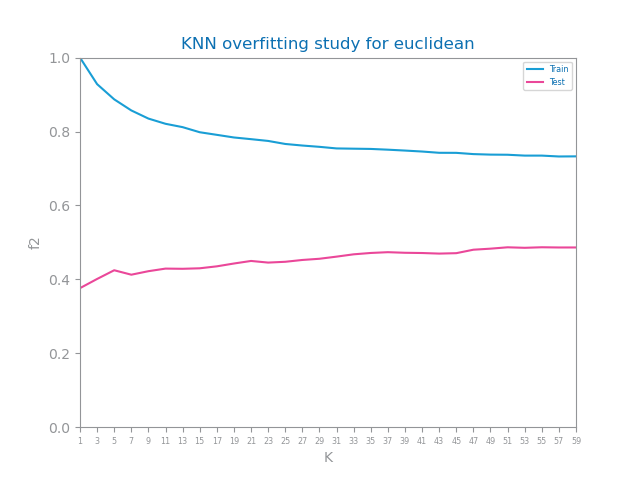 KNN overfitting study for euclidean
Train
Test
1.0
0.8
0.6
0.4
0.2
0.0
f2
1 3 5 7 9 11 13 15 17 19 21 23 25 27 29 31 33 35 37 39 41 43 45 47 49 51 53 55 57 59
K